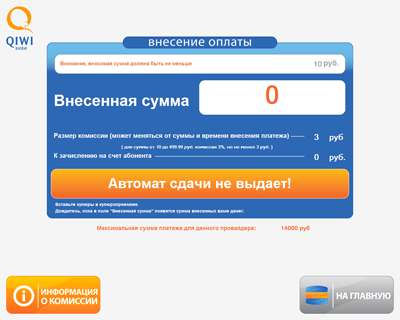 QIWI
КИВИ
внесение оплаты
Внимание, вносимая сумма должна быть не меньше 10 руб.
Внесенная сумма 0
Размер комиссии (может меняться от суммы и времени внесения платежа) 3 руб
( для суммы от 10 до 499.99 руб. комиссия 3%, но не менее 3 руб. )
К зачислению на счет абонента 0 руб.
Автомат сдачи не выдает!
Вставьте купюры в купюроприемник.
Дождитесь, пока в поле "Внесенная сумма" появится сумма внесенных вами денег.
Максимальная сумма платежа для данного провайдера: 14000 руб
ИНФОРМАЦИЯ
О КОМИССИИ
НА ГЛАВНУЮ